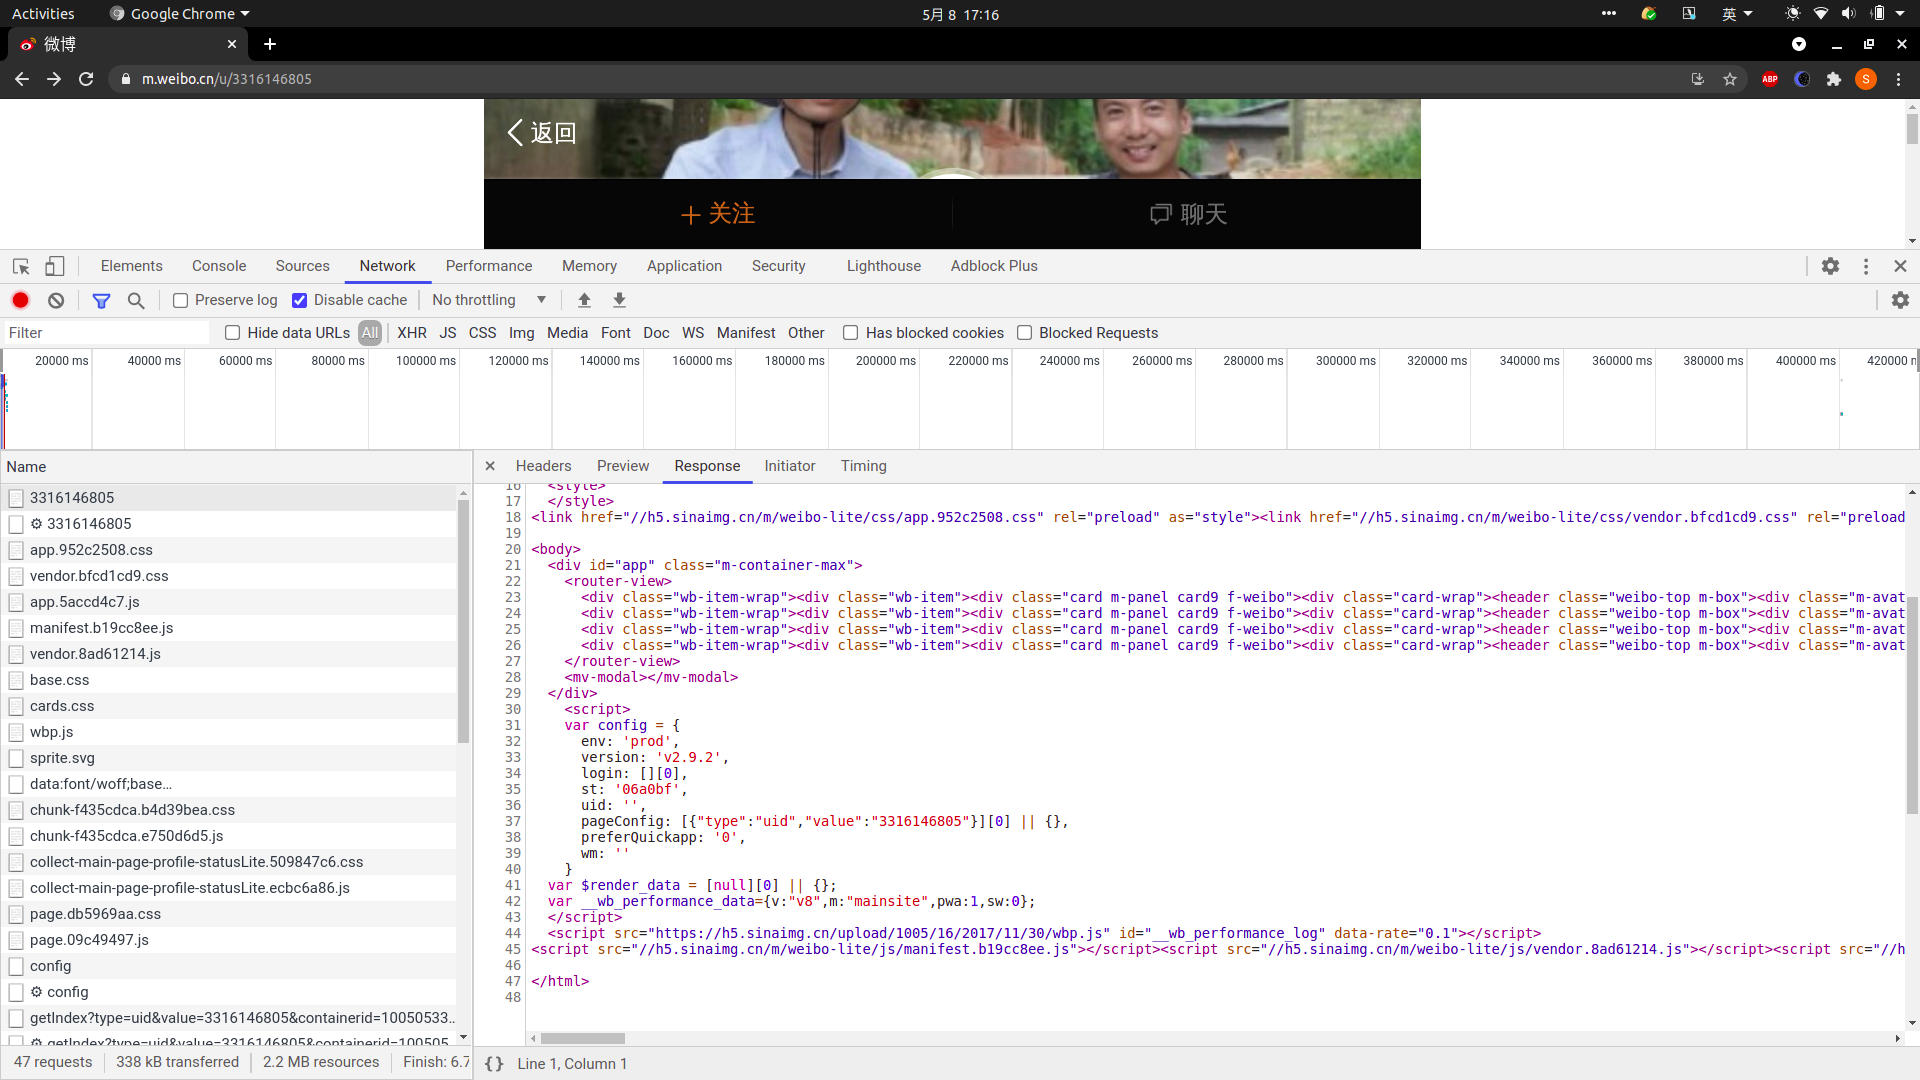 Activities
Google Chrome
5月 8 17:16
英
微博
m.weibo.cn/u/3316146805
ABP
S
返回
关注
聊天
Elements Console Sources Network Performance Memory Application Security Lighthouse Adblock Plus
Preserve log Disable cache No throttling
Filter Hide data URLs All XHR JS CSS Img Media Font Doc WS Manifest Other Has blocked cookies Blocked Requests
20000 ms 40000 ms 60000 ms 80000 ms 100000 ms 120000 ms 140000 ms 160000 ms 180000 ms 200000 ms 220000 ms 240000 ms 260000 ms 280000 ms 300000 ms 320000 ms 340000 ms 360000 ms 380000 ms 400000 ms 420000 m
Name
3316146805
3316146805
app.952c2508.css
vendor.bfcd1cd9.css
app.5accd4c7.js
manifest.b19cc8ee.js
vendor.8ad61214.js
base.css
cards.css
wbp.js
sprite.svg
data:font/woff;base…
chunk-f435cdca.b4d39bea.css
chunk-f435cdca.e750d6d5.js
collect-main-page-profile-statusLite.509847c6.css
collect-main-page-profile-statusLite.ecbc6a86.js
page.db5969aa.css
page.09c49497.js
config
config
getIndex?type=uid&value=3316146805&containerid=10050533…
getIndex?type=uid&value=3316146805&containerid=100505
47 requests 338 kB transferred 2.2 MB resources Finish: 6.7
Headers Preview Response Initiator Timing
16 <style>
17 </style>
18 <link href="//h5.sinaimg.cn/m/weibo-lite/css/app.952c2508.css" rel="preload" as="style"><link href="//h5.sinaimg.cn/m/weibo-lite/css/vendor.bfcd1cd9.css" rel="preload
19
20 <body>
21 <div id="app" class="m-container-max">
22 <router-view>
23 <div class="wb-item-wrap"><div class="wb-item"><div class="card m-panel card9 f-weibo"><div class="card-wrap"><header class="weibo-top m-box"><div class="m-avat
24 <div class="wb-item-wrap"><div class="wb-item"><div class="card m-panel card9 f-weibo"><div class="card-wrap"><header class="weibo-top m-box"><div class="m-avat
25 <div class="wb-item-wrap"><div class="wb-item"><div class="card m-panel card9 f-weibo"><div class="card-wrap"><header class="weibo-top m-box"><div class="m-avat
26 <div class="wb-item-wrap"><div class="wb-item"><div class="card m-panel card9 f-weibo"><div class="card-wrap"><header class="weibo-top m-box"><div class="m-avat
27 </router-view>
28 <mv-modal></mv-modal>
29 </div>
30 <script>
31 var config = {
32 env: 'prod',
33 version: 'v2.9.2',
34 login: [][0],
35 st: '06a0bf',
36 uid: '',
37 pageConfig: [{"type":"uid","value":"3316146805"}][0] || {},
38 preferQuickapp: '0',
39 wm: ''
40 }
41 var $render_data = [null][0] || {};
42 var __wb_performance_data={v:"v8",m:"mainsite",pwa:1,sw:0};
43 </script>
44 <script src="https://h5.sinaimg.cn/upload/1005/16/2017/11/30/wbp.js" id="__wb_performance_log" data-rate="0.1"></script>
45 <script src="//h5.sinaimg.cn/m/weibo-lite/js/manifest.b19cc8ee.js"></script><script src="//h5.sinaimg.cn/m/weibo-lite/js/vendor.8ad61214.js"></script><script src="//h
46
47 </html>
48
{} Line 1, Column 1